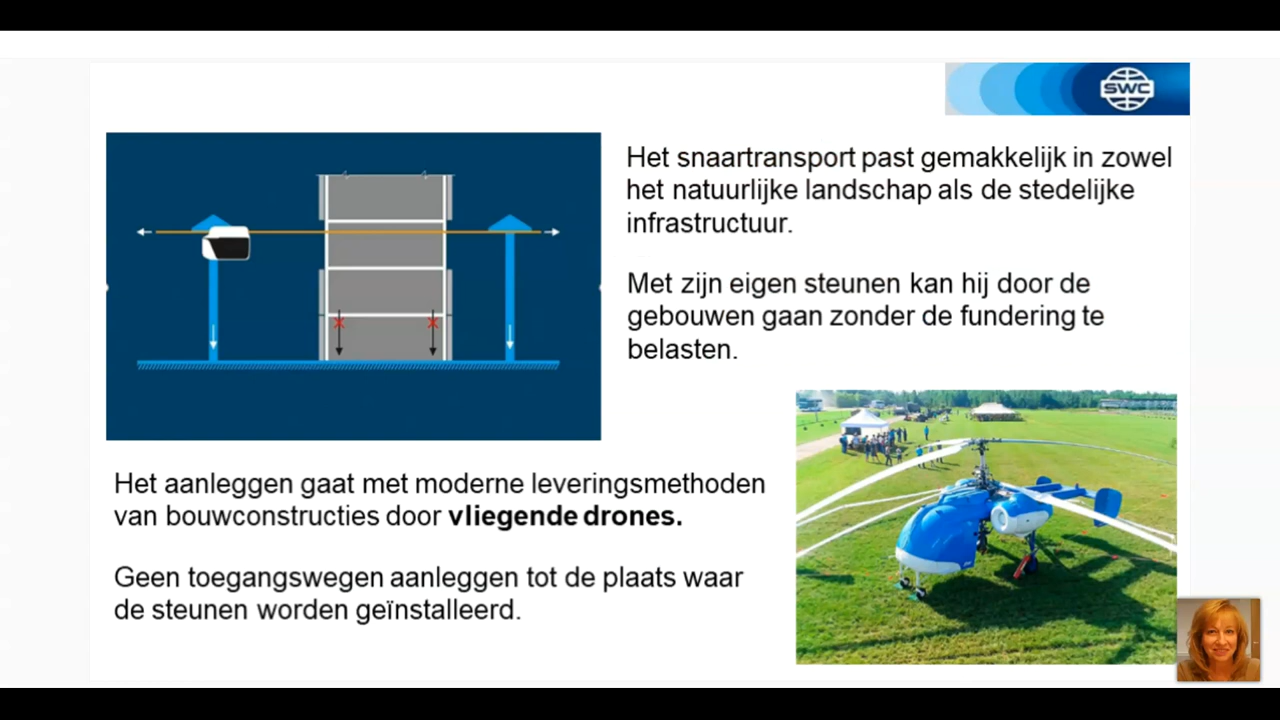 SWC
Het snaartransport past gemakkelijk in zowel
het natuurlijke landschap als de stedelijke
infrastructuur.
Met zijn eigen steunen kan hij door de
gebouwen gaan zonder de fundering te
belasten.
Het aanleggen gaat met moderne leveringsmethoden
van bouwconstructies door vliegende drones.
Geen toegangswegen aanleggen tot de plaats waar
de steunen worden geïnstalleerd.